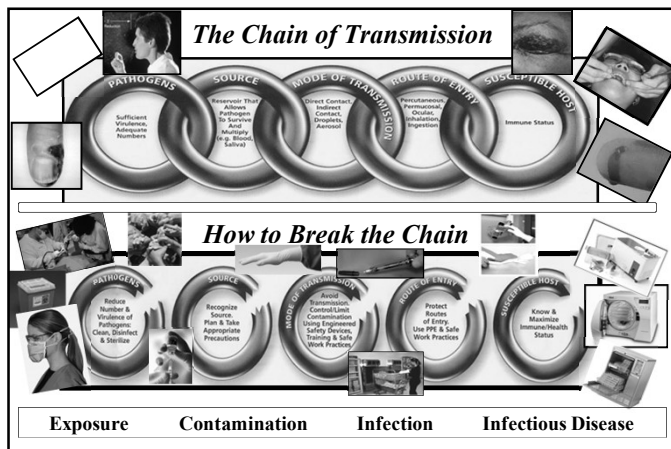 The Chain of Transmission
PATHOGENS
Sufficient
Virulence,
Adequate
Numbers
SOURCE
Reservoir That
Allows
Pathogen
To Survive
And
Multiply
(e.g. Blood,
Saliva)
MODE OF TRANSMISSION
Direct Contact,
Indirect
Contact,
Droplets,
Aerosol
ROUTE OF ENTRY
Percutaneous,
Permucosal,
Ocular,
Inhalation,
Ingestion
SUSCEPTIBLE HOST
Immune Status
How to Break the Chain
PATHOGENS
Reduce
Number &
Virulence of
Pathogens:
Clean, Disinfect
& Sterilize
SOURCE
Recognize
Source.
Plan & Take
Appropriate
Precautions
MODE OF TRANSMISSION
Avoid
Transmission.
Control/Limit
Contamination
Using Engineered
Safety Devices,
Training & Safe
Work Practices
ROUTE OF ENTRY
Protect
Routes
of Entry.
Use PPE & Safe
Work Practices
SUSCEPTIBLE HOST
Know &
Maximize
Immune/Health
Status
Exposure Contamination Infection Infectious Disease